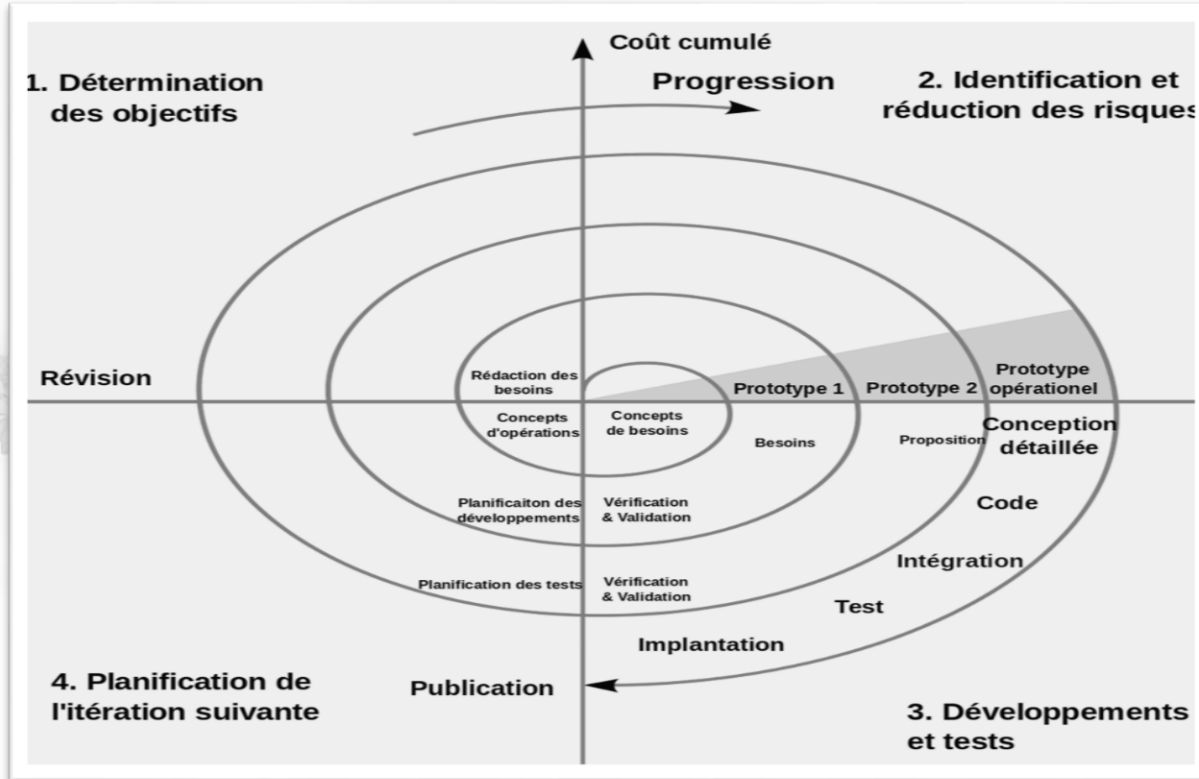 Coût cumulé
Progression
1. Détermination
des objectifs
2. Identification et
réduction des risques
Révision
Rédaction des
besoins
Prototype 1
Prototype 2
Prototype
opérationel
Concepts
d'opérations
Concepts
de besoins
Besoins
Proposition
Conception
détaillée
Planificaiton des
développements
Vérification
& Validation
Code
Intégration
Planification des tests
Vérification
& Validation
Test
Implantation
Publication
4. Planification de
l'itération suivante
3. Développements
et tests